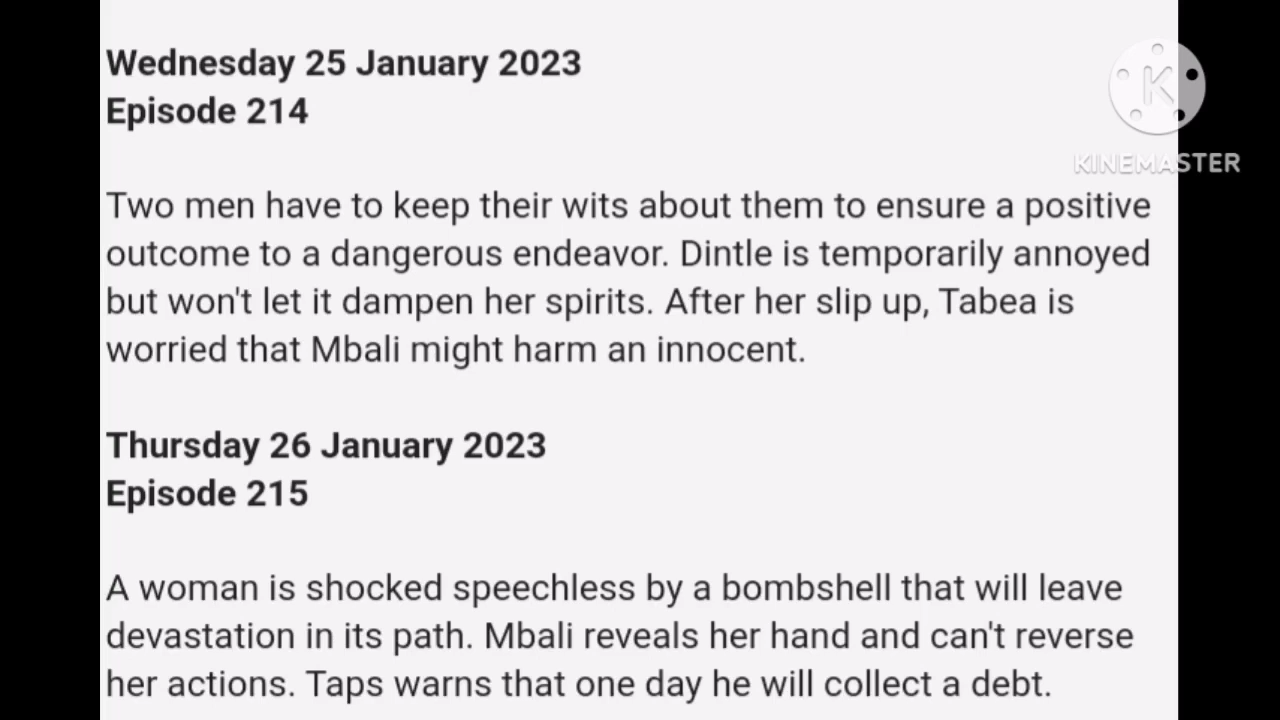 Wednesday 25 January 2023
Episode 214
KINEMASTER
Two men have to keep their wits about them to ensure a positive
outcome to a dangerous endeavor. Dintle is temporarily annoyed
but won't let it dampen her spirits. After her slip up, Tabea is
worried that Mbali might harm an innocent.
Thursday 26 January 2023
Episode 215
A woman is shocked speechless by a bombshell that will leave
devastation in its path. Mbali reveals her hand and can't reverse
her actions. Taps warns that one day he will collect a debt.